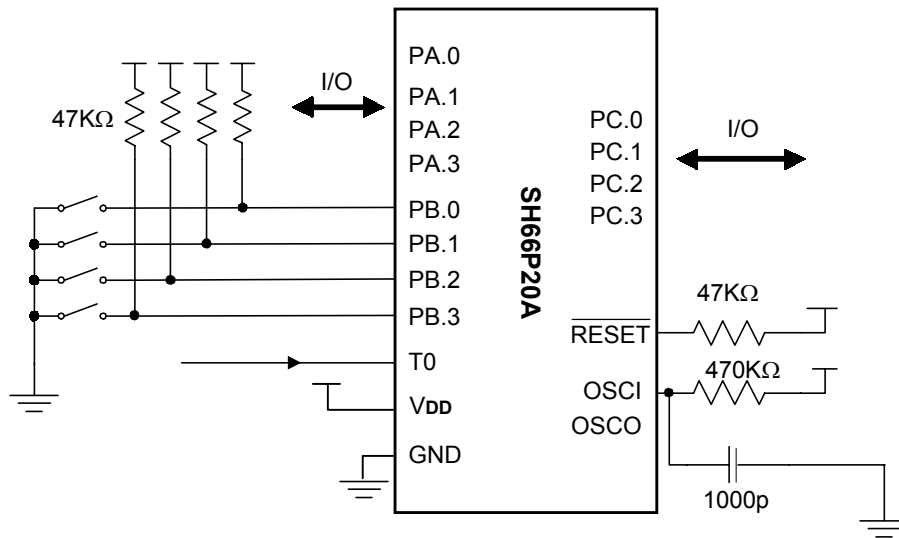 PA.0
PA.1
PA.2
PA.3
PB.0
PB.1
PB.2
PB.3
T0
VDD
GND
I/O
47KΩ
SH66P20A
PC.0
PC.1
PC.2
PC.3
I/O
RESET
47KΩ
OSCI
470KΩ
OSCO
1000p